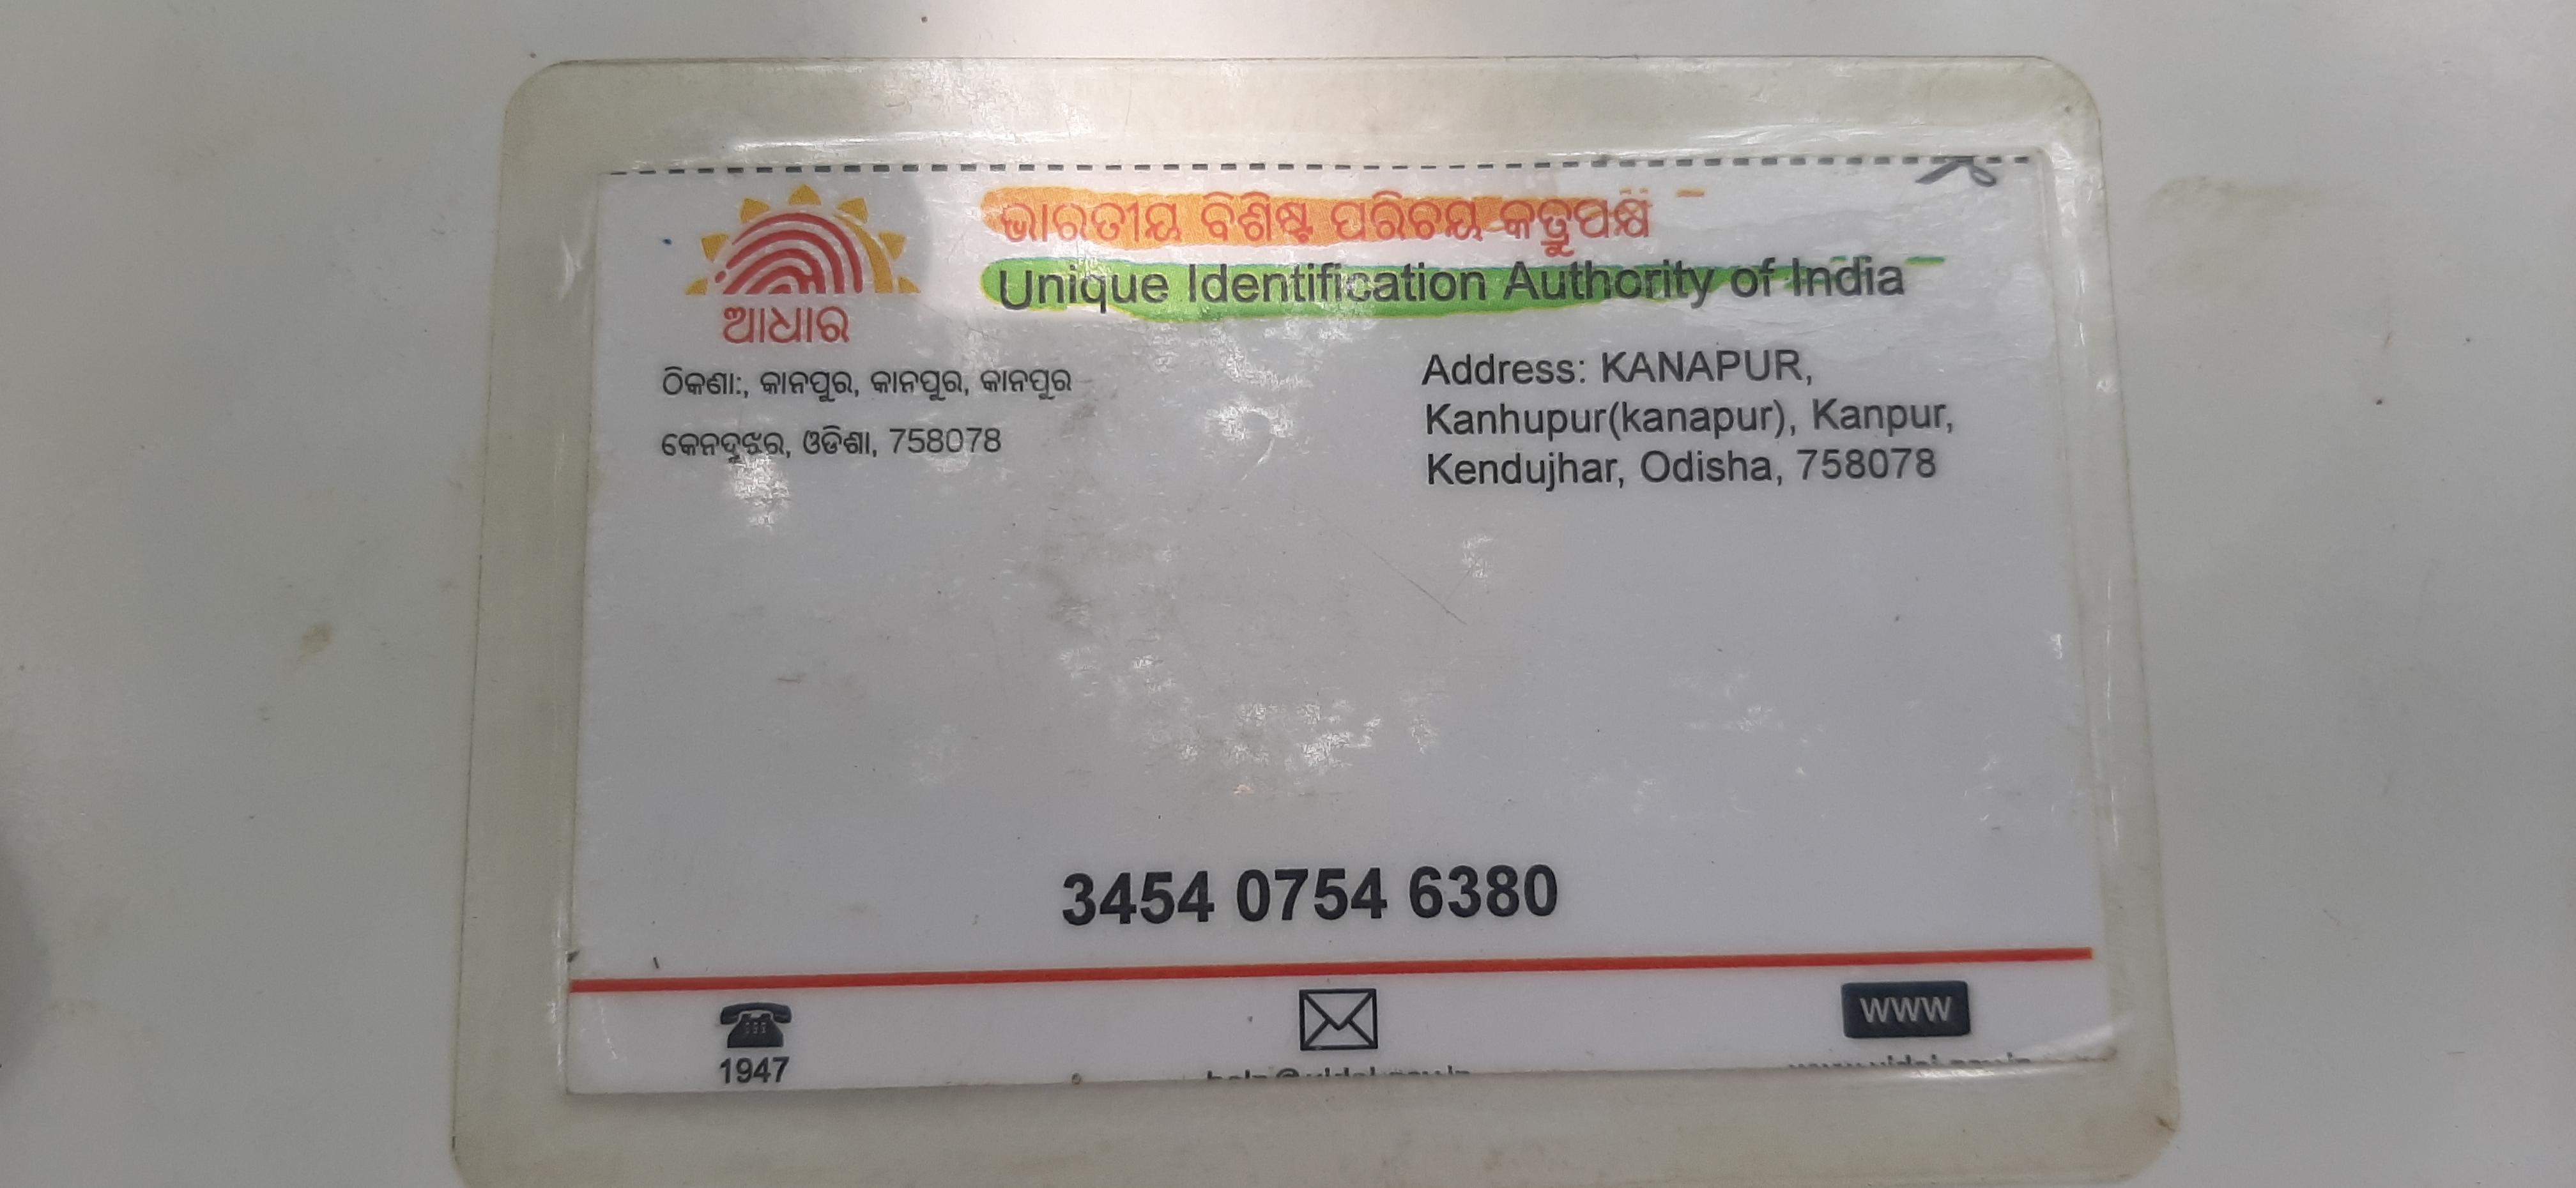 ଭାରତୀୟ ବିଶିଷ୍ଟ ପରିଚୟ କର୍ତ୍ତୃପକ୍ଷ
Unique Identification Authority of India
ଆଧାର
ଠିକଣା:, କାନପୁର, କାନପୁର, କାନପୁର
କେନଦୁଝର, ଓଡିଶା, 758078
Address: KANAPUR,
Kanhupur(kanapur), Kanpur,
Kendujhar, Odisha, 758078
3454 0754 6380
WWW
1947